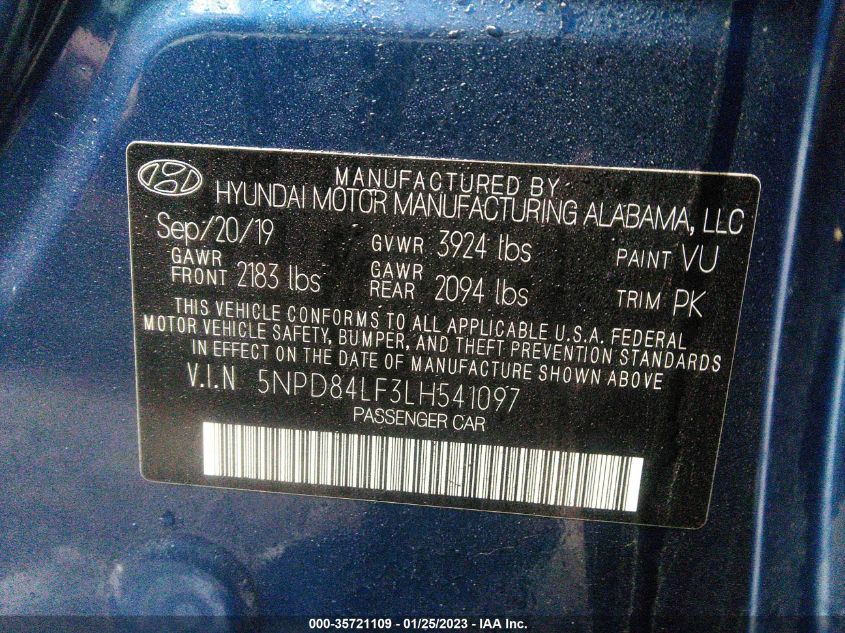 MANUFACTURED BY
HYUNDAI MOTOR MANUFACTURING ALABAMA, LLC
Sep/20/19 GVWR 3924 lbs PAINT VU
GAWR FRONT 2183 lbs GAWR REAR 2094 lbs TRIM PK
THIS VEHICLE CONFORMS TO ALL APPLICABLE U.S.A. FEDERAL
MOTOR VEHICLE SAFETY, BUMPER, AND THEFT PREVENTION STANDARDS
IN EFFECT ON THE DATE OF MANUFACTURE SHOWN ABOVE
V.I.N 5NPD84LF3LH541097
PASSENGER CAR
000-35721109 - 01/25/2023 - IAA Inc.